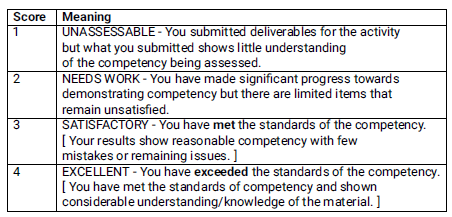 Score Meaning
1 UNASSESSABLE - You submitted deliverables for the activity
but what you submitted shows little understanding
of the competency being assessed.
2 NEEDS WORK - You have made significant progress towards
demonstrating competency but there are limited items that
remain unsatisfied.
3 SATISFACTORY - You have met the standards of the competency.
[ Your results show reasonable competency with few
mistakes or remaining issues. ]
4 EXCELLENT - You have exceeded the standards of the competency.
[ You have met the standards of competency and shown
considerable understanding/knowledge of the material. ]